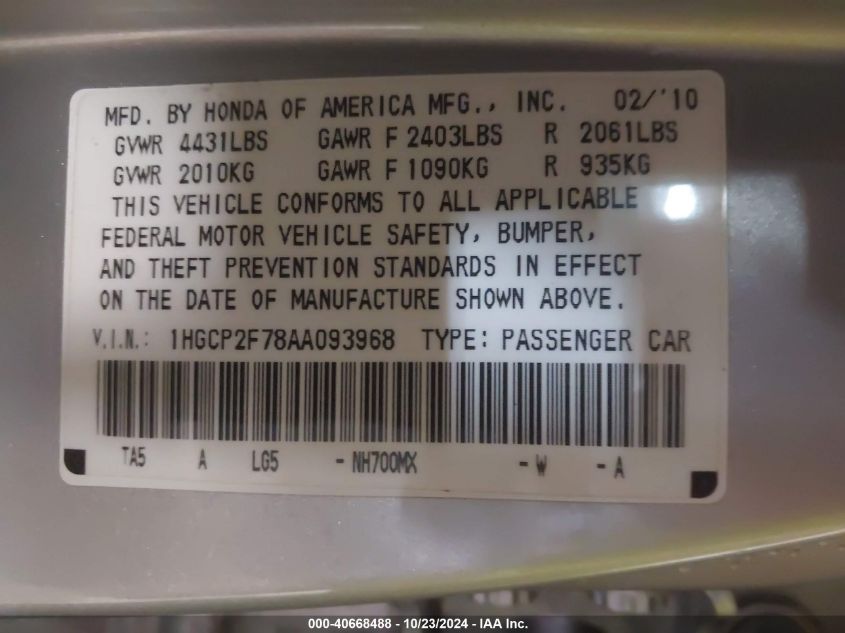 MFD. BY HONDA OF AMERICA MFG., INC. 02/'10
GVWR 4431LBS GAWR F 2403LBS R 2061LBS
GVWR 2010KG GAWR F 1090KG R 935KG
THIS VEHICLE CONFORMS TO ALL APPLICABLE
FEDERAL MOTOR VEHICLE SAFETY, BUMPER,
AND THEFT PREVENTION STANDARDS IN EFFECT
ON THE DATE OF MANUFACTURE SHOWN ABOVE.
V.I.N.: 1HGCP2F78AA093968 TYPE: PASSENGER CAR
TA5 A LG5 - NH700MX - W - A
000-40668488 - 10/23/2024 - IAA Inc.